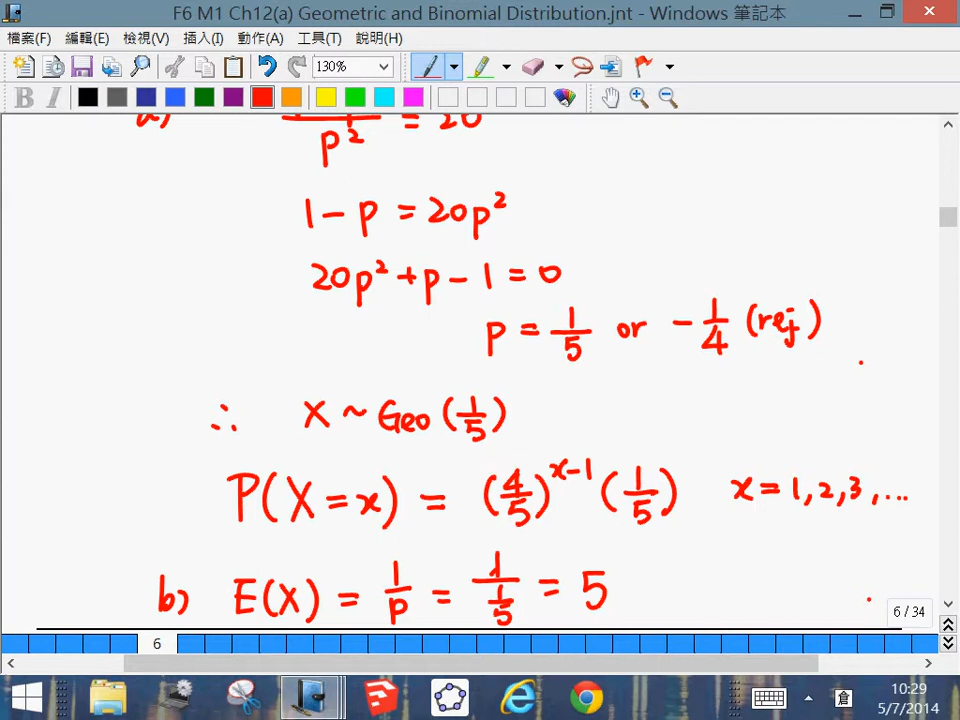 F6 M1 Ch12(a) Geometric and Binomial Distribution.jnt - Windows 筆記本
檔案(F) 編輯(E) 檢視(V) 插入(I) 動作(A) 工具(T) 說明(H)
130%
B I
a) p² = 20
1 - p = 20p²
20p² + p - 1 = 0
p = 1/5 or - 1/4 (rej)
∴ X ~ Geo (1/5)
P(X = x) = (4/5)^(x-1) (1/5) x = 1, 2, 3, ...
b) E(X) = 1/p = 1/(1/5) = 5
6 / 34
6
倉
10:29
5/7/2014